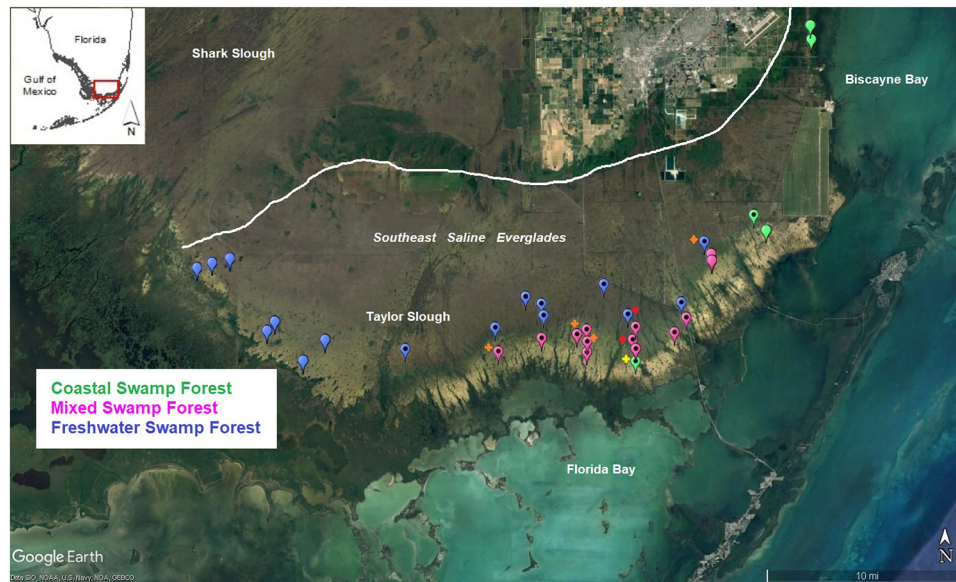 Florida
Gulf of
Mexico
N
Shark Slough
Biscayne Bay
Southeast Saline Everglades
Taylor Slough
Coastal Swamp Forest
Mixed Swamp Forest
Freshwater Swamp Forest
Florida Bay
Google Earth
Data SIO, NOAA, U.S. Navy, NGA, GEBCO
10 mi
N